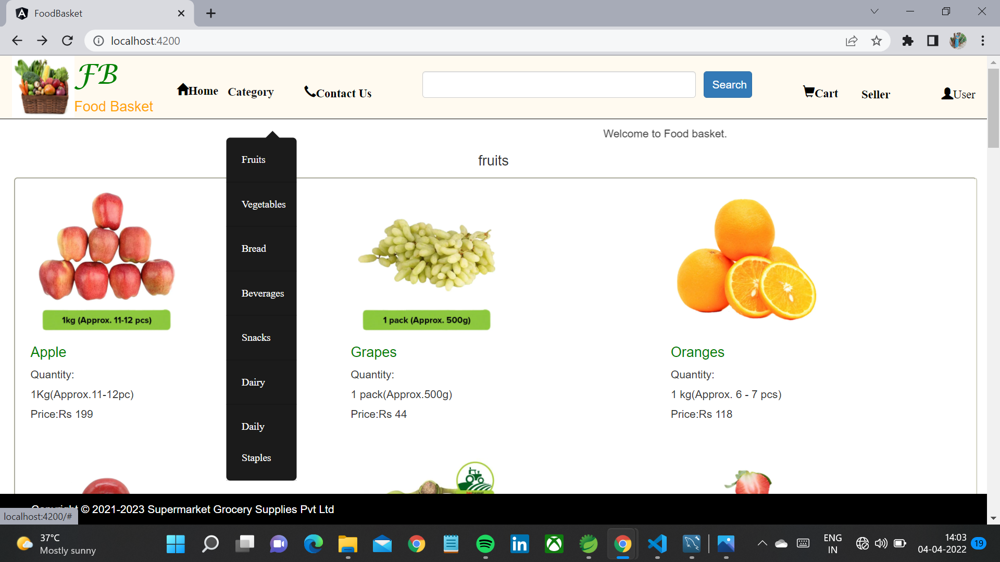 FoodBasket
localhost:4200
FB
Food Basket
Home
Category
Contact Us
Search
Cart
Seller
User
Welcome to Food basket.
fruits
Fruits
Vegetables
Bread
Beverages
Snacks
Dairy
Daily
Staples
1kg (Approx. 11-12 pcs)
1 pack (Approx. 500g)
Apple
Quantity:
1Kg(Approx.11-12pc)
Price:Rs 199
Grapes
Quantity:
1 pack(Approx.500g)
Price:Rs 44
Oranges
Quantity:
1 kg(Approx. 6 - 7 pcs)
Price:Rs 118
Copyright © 2021-2023 Supermarket Grocery Supplies Pvt Ltd
localhost:4200/#
37°C
Mostly sunny
ENG
IN
14:03
04-04-2022
19